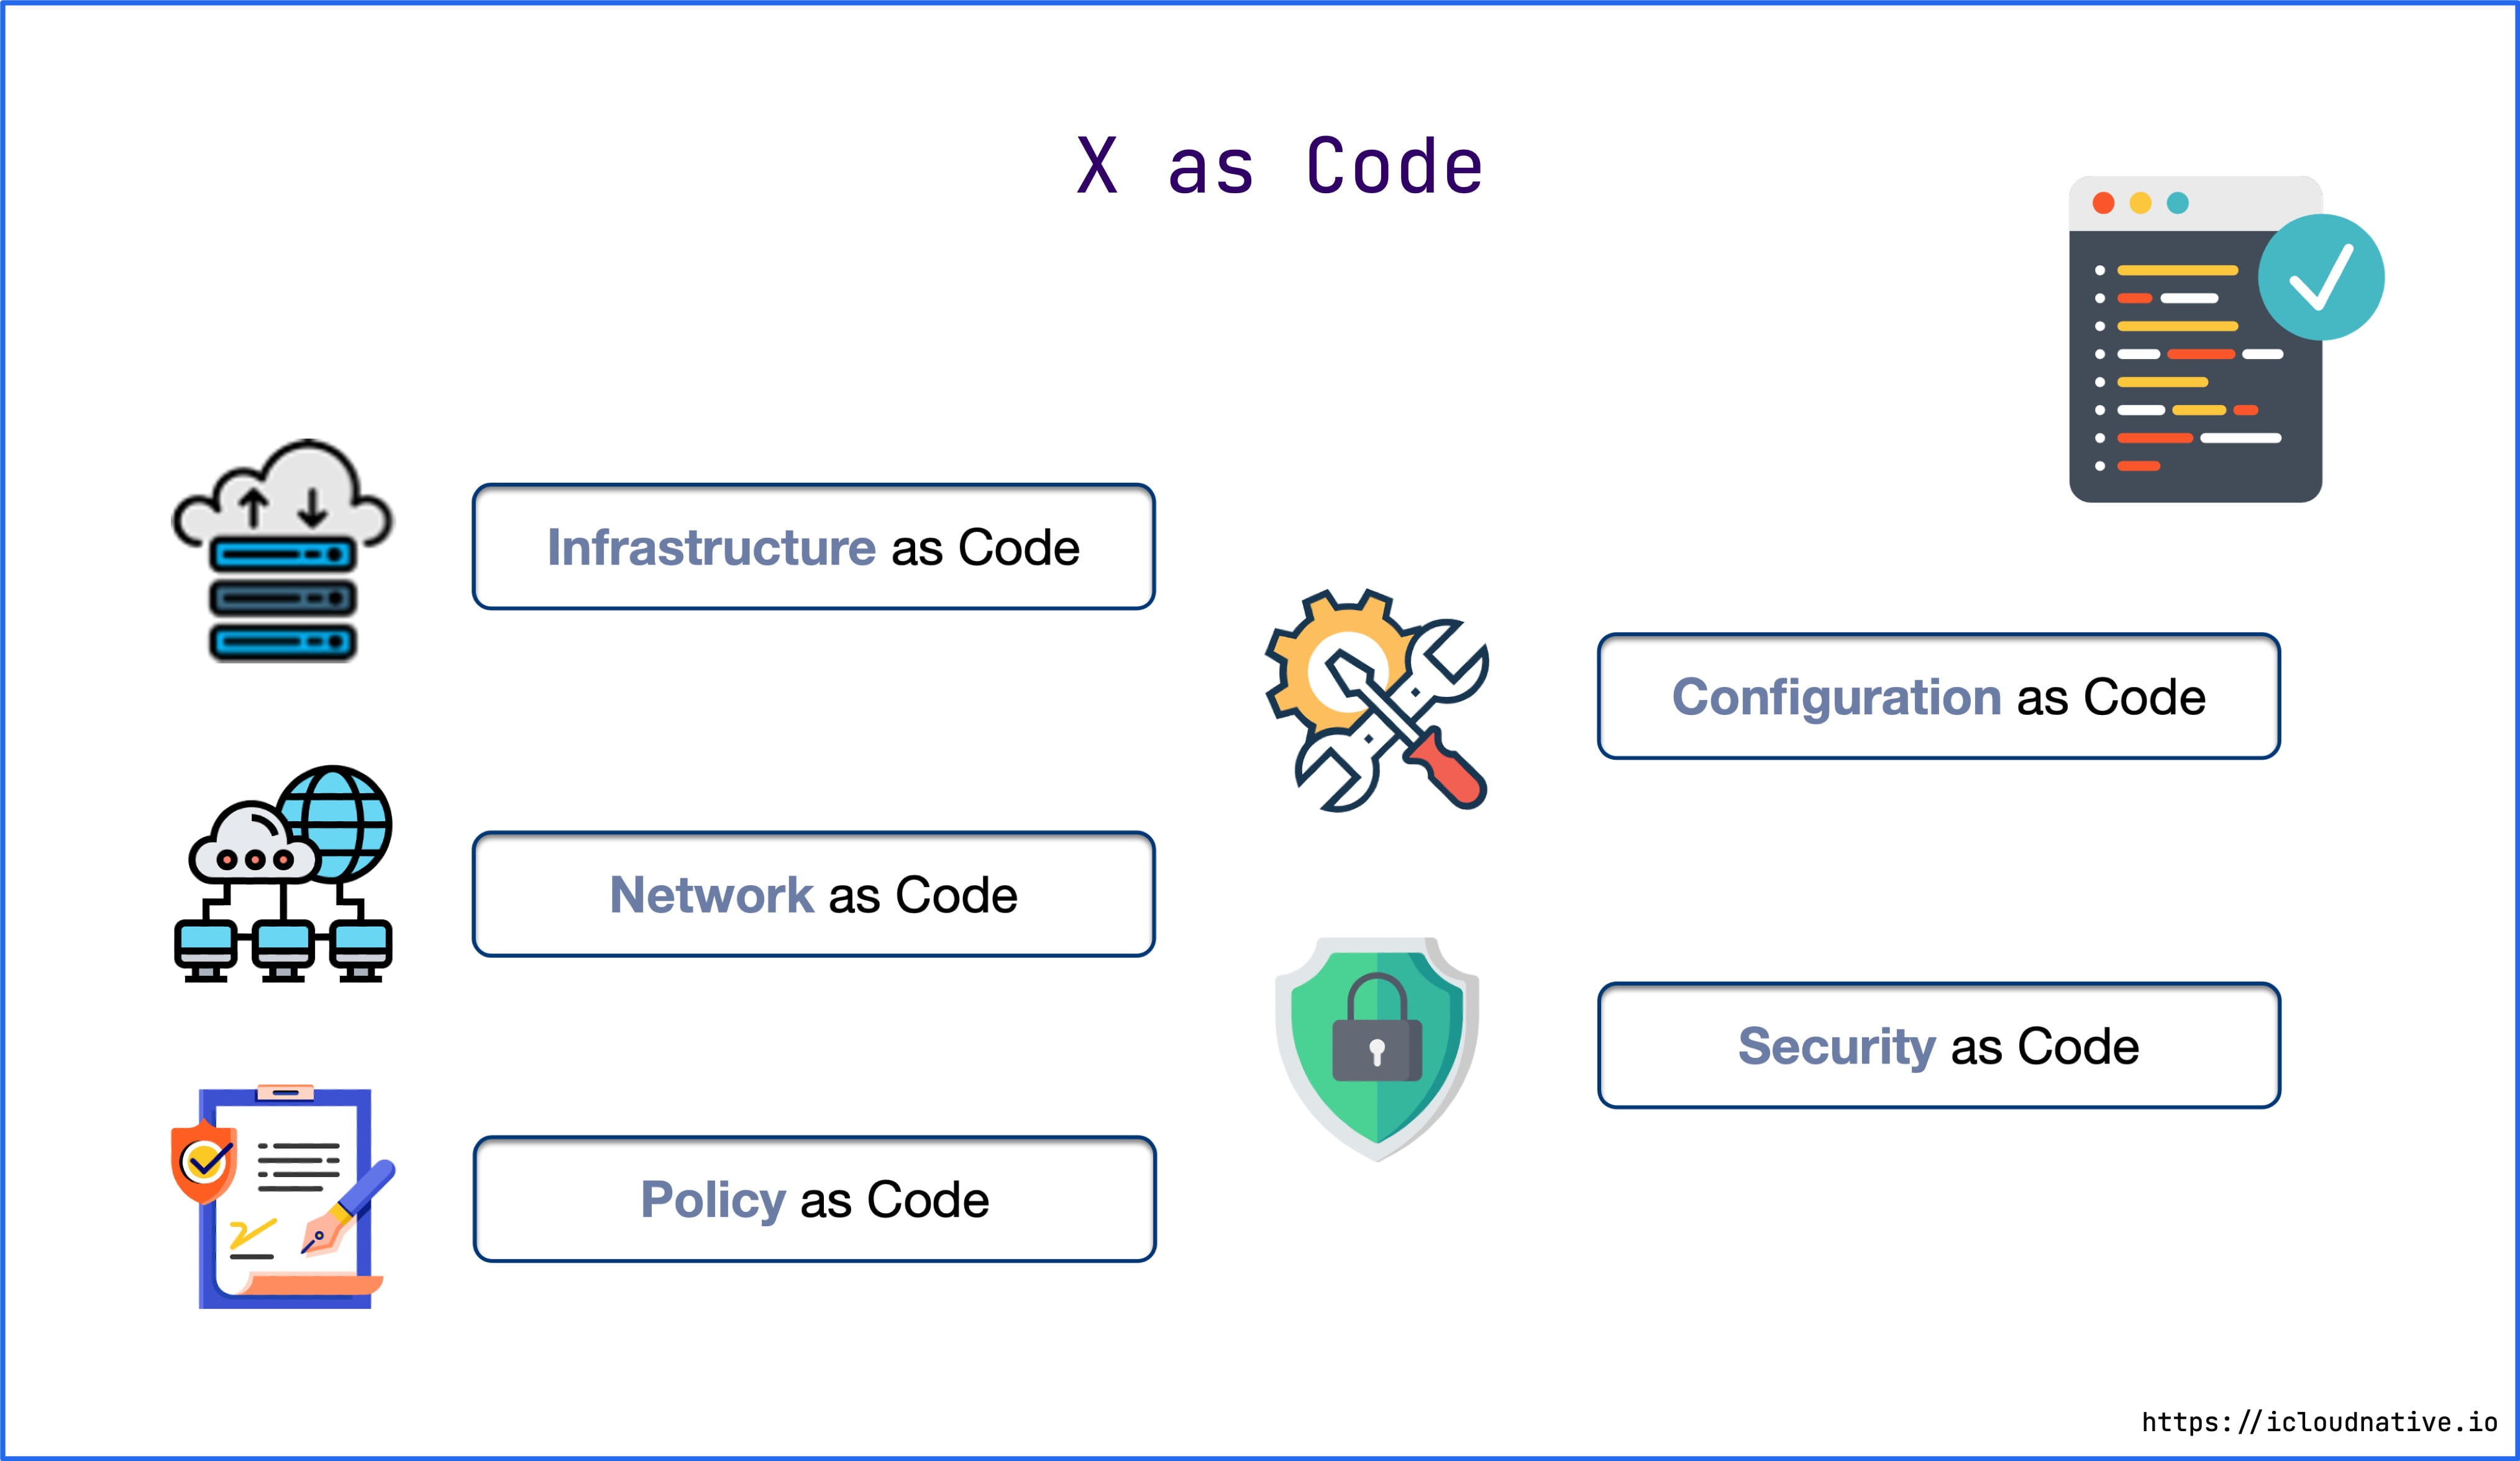 X as Code
Infrastructure as Code
Configuration as Code
Network as Code
Security as Code
Policy as Code
https://icloudnative.io